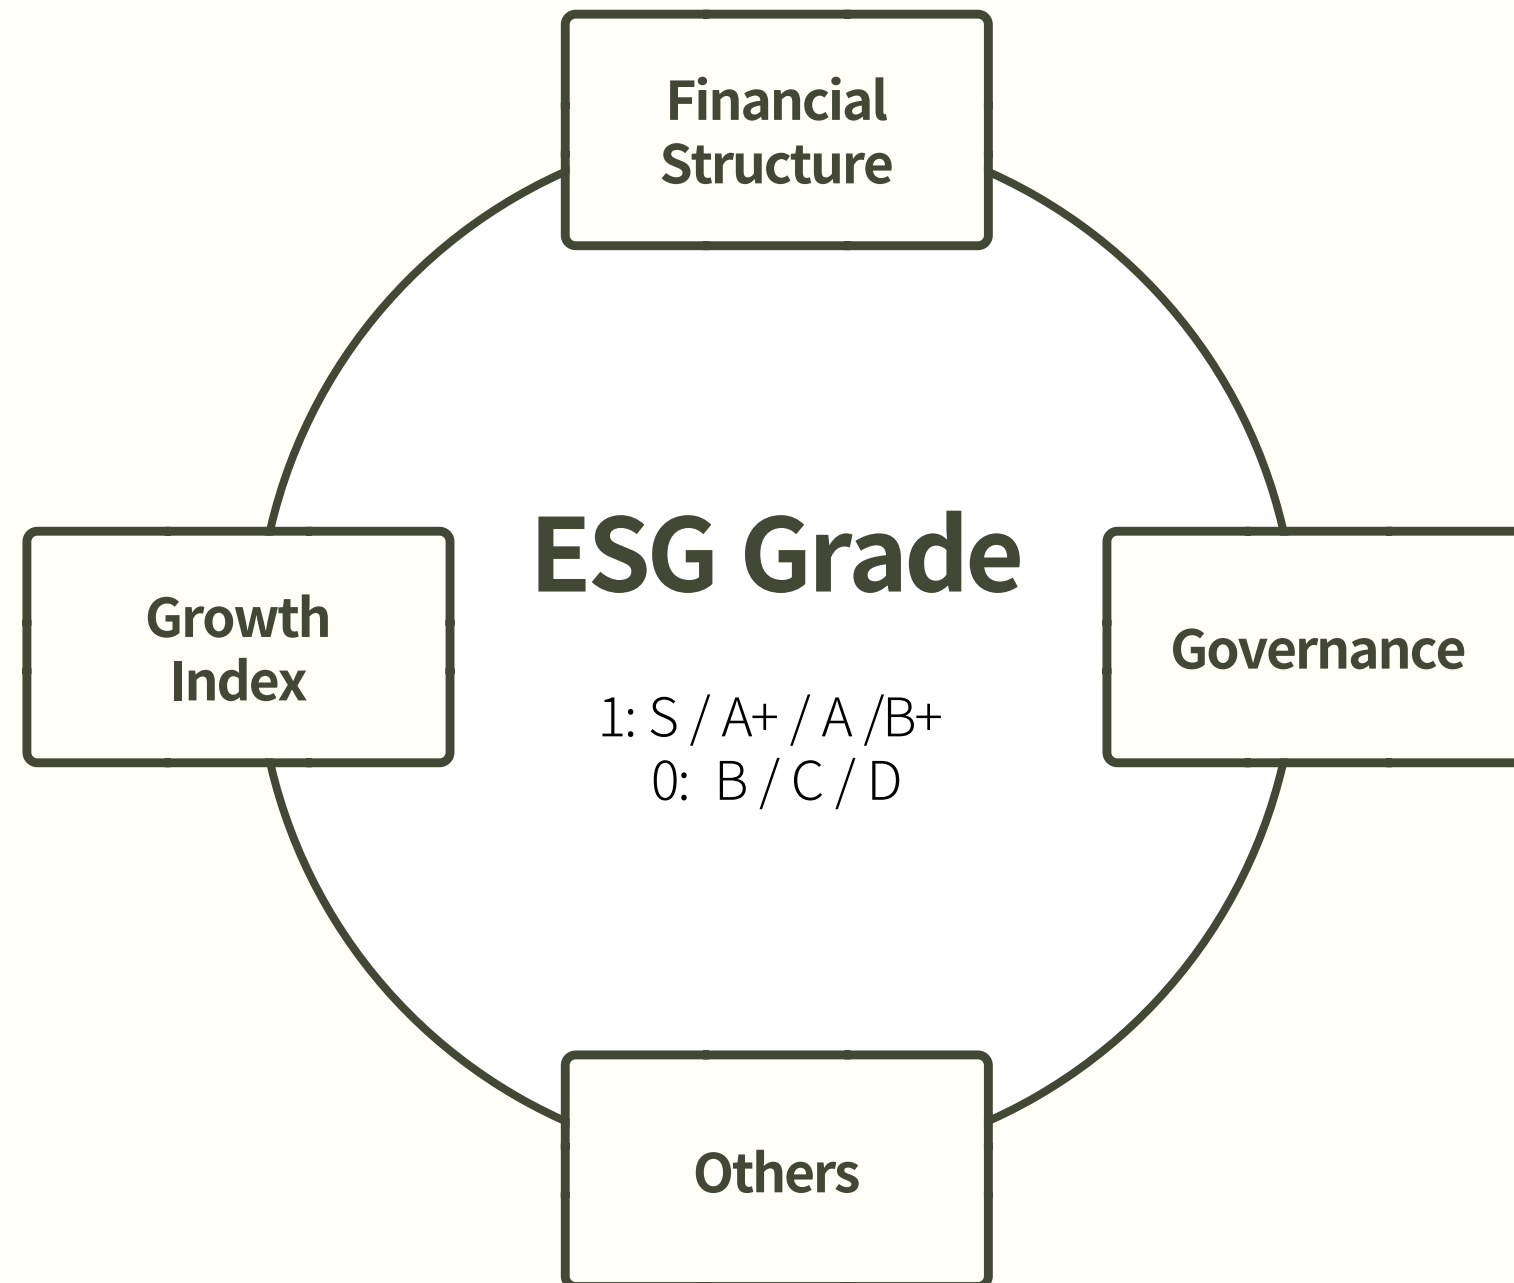 Financial
Structure
ESG Grade
Growth
Index
Governance
1: S / A+ / A /B+
0:  B / C / D
Others